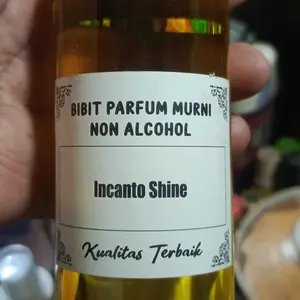 BIBIT PARFUM MURNI
NON ALCOHOL
Incanto Shine
Kualitas Terbaik